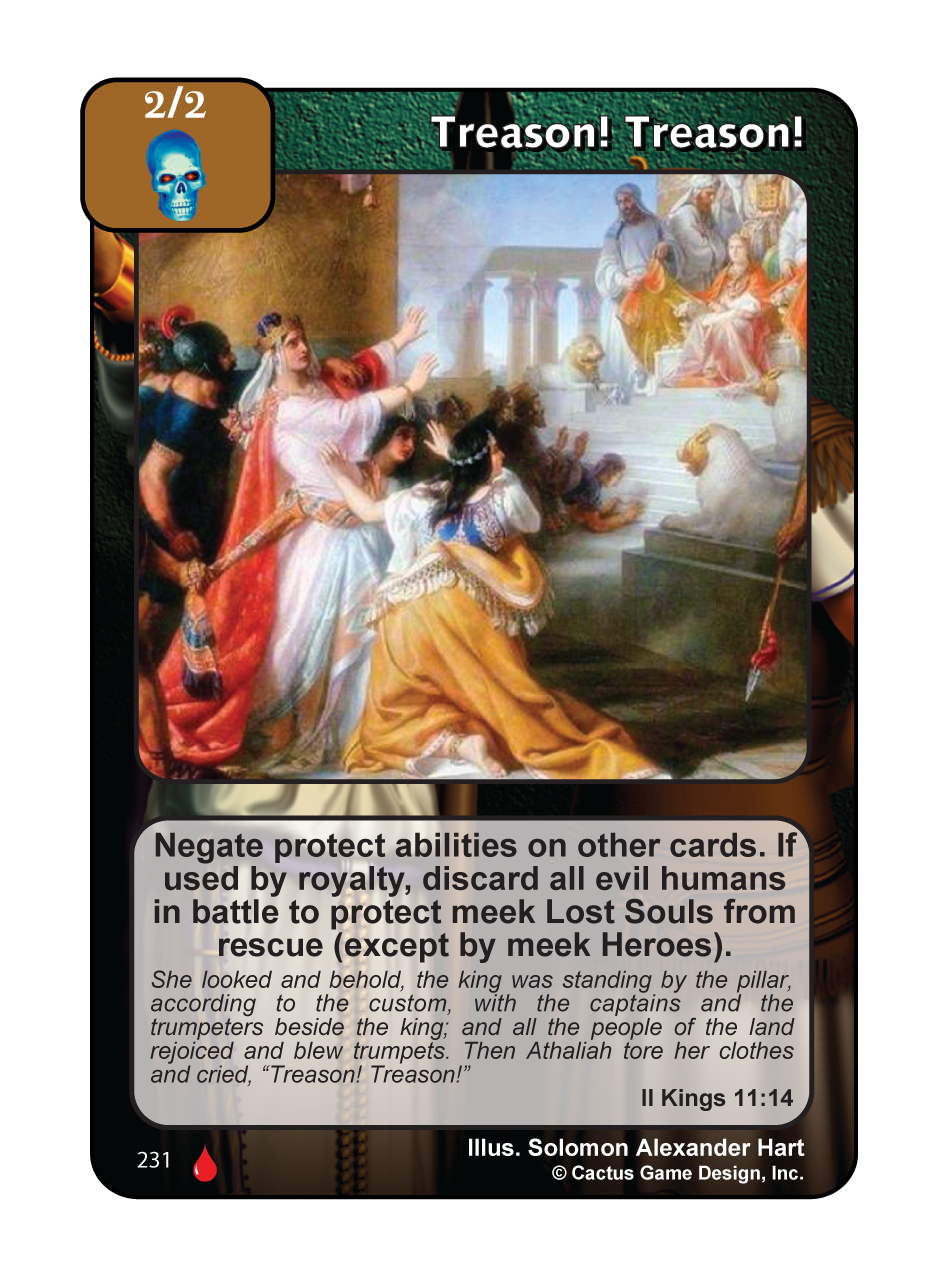 2/2
Treason! Treason!
Negate protect abilities on other cards. If
used by royalty, discard all evil humans
in battle to protect meek Lost Souls from
rescue (except by meek Heroes).
She looked and behold, the king was standing by the pillar,
according to the custom, with the captains and the
trumpeters beside the king; and all the people of the land
rejoiced and blew trumpets. Then Athaliah tore her clothes
and cried, “Treason! Treason!”
II Kings 11:14
231
Illus. Solomon Alexander Hart
© Cactus Game Design, Inc.